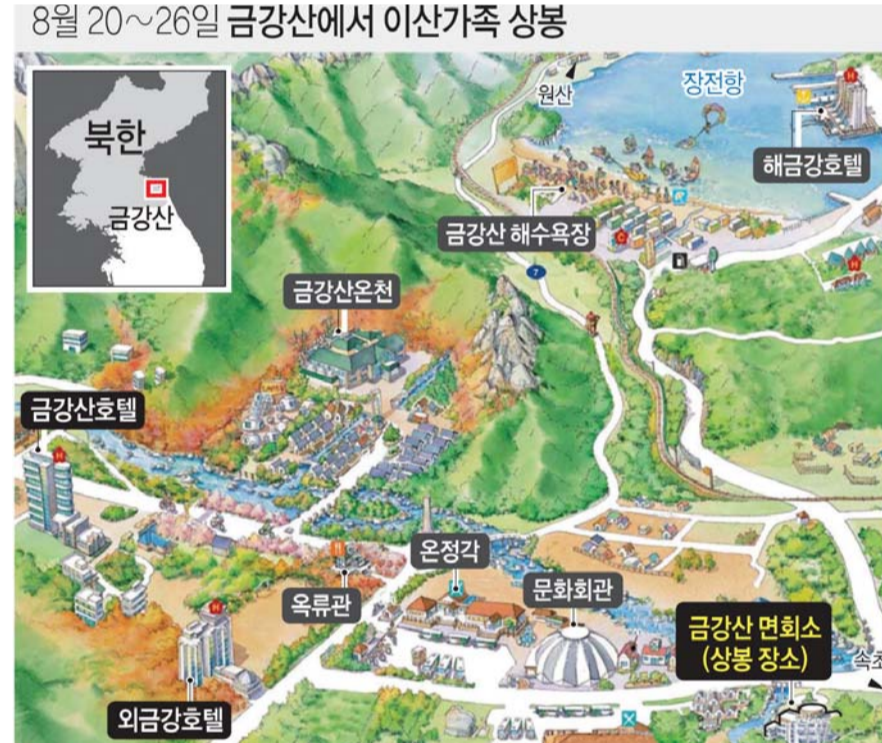 8월 20~26일 금강산에서 이산가족 상봉
북한
금강산
원산
장전항
해금강호텔
금강산 해수욕장
7
금강산온천
금강산호텔
온정각
옥류관
문화회관
금강산 면회소
(상봉 장소)
속초
외금강호텔